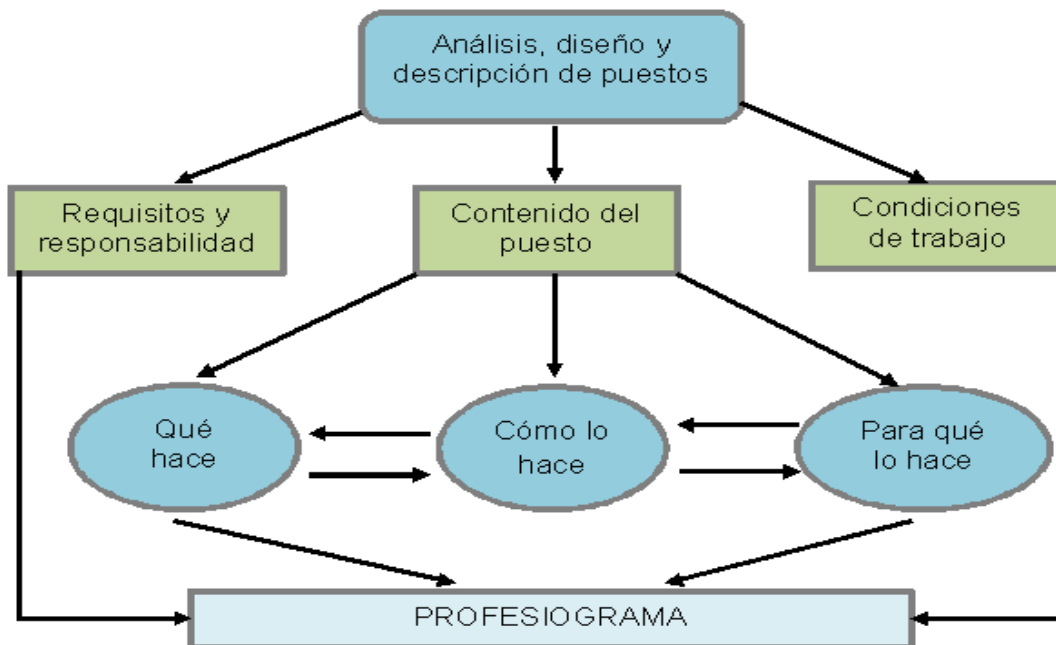 Análisis, diseño y
descripción de puestos
Requisitos y
responsabilidad
Contenido del
puesto
Condiciones
de trabajo
Qué
hace
Cómo lo
hace
Para qué
lo hace
PROFESIOGRAMA